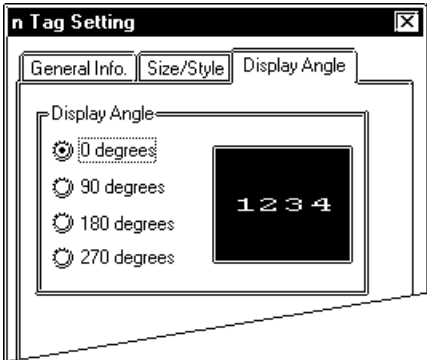 n Tag Setting
General Info. Size/Style Display Angle
Display Angle
0 degrees
90 degrees
180 degrees
270 degrees
1234